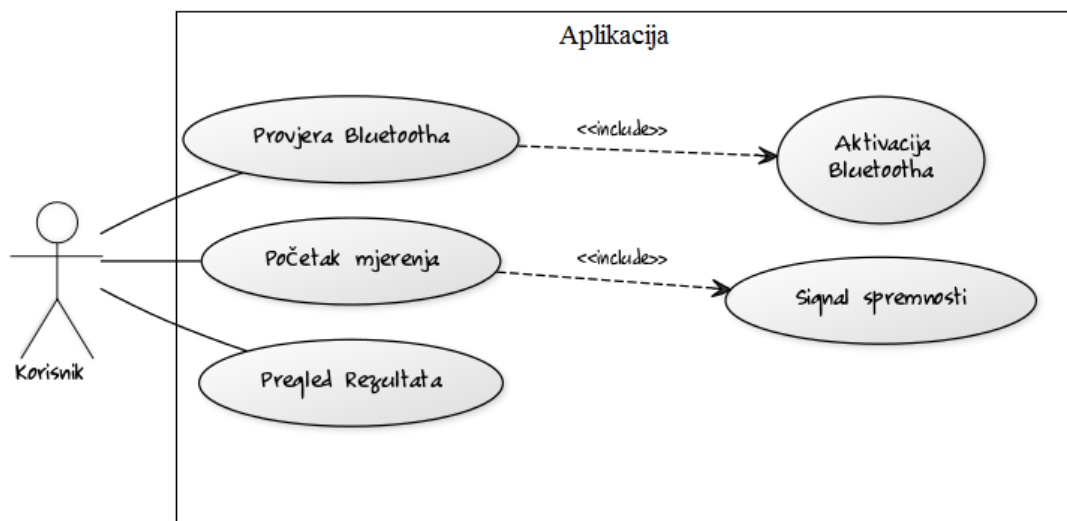 Aplikacija
Provjera Bluetootha
<<include>>
Aktivacija
Bluetootha
Početak mjerenja
<<include>>
Signal spremnosti
Pregled Rezultata
Korisnik